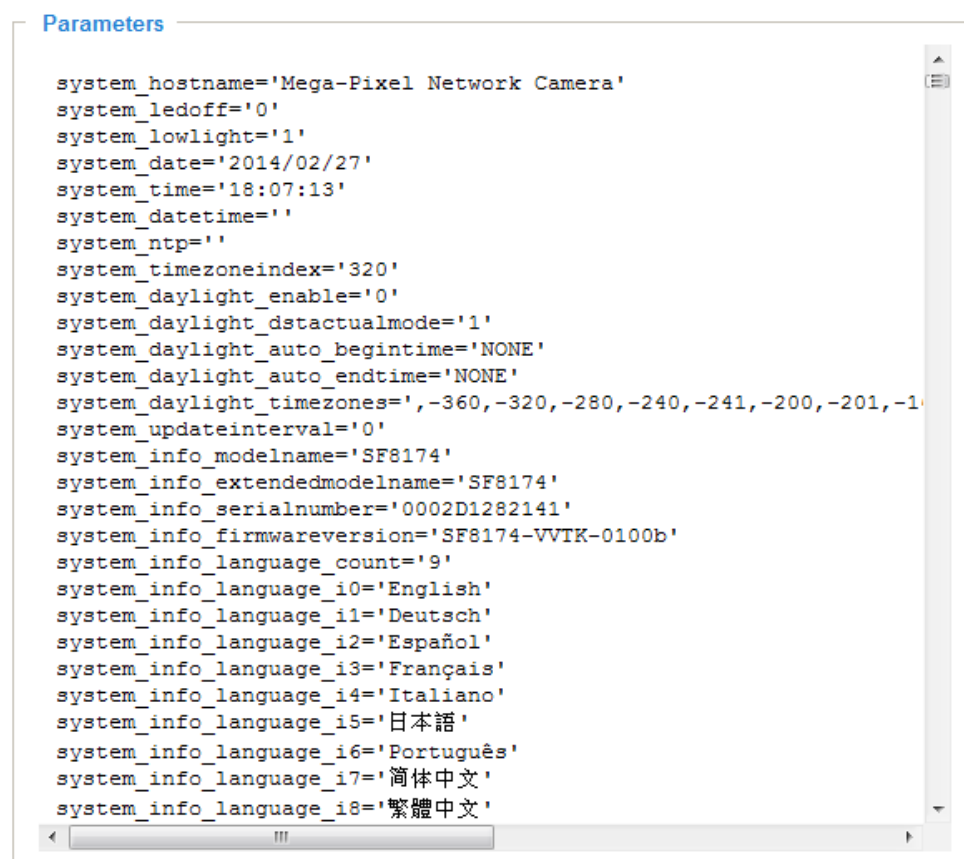 Parameters
system_hostname='Mega-Pixel Network Camera'
system_ledoff='0'
system_lowlight='1'
system_date='2014/02/27'
system_time='18:07:13'
system_datetime=''
system_ntp=''
system_timezoneindex='320'
system_daylight_enable='0'
system_daylight_dstactualmode='1'
system_daylight_auto_begintime='NONE'
system_daylight_auto_endtime='NONE'
system_daylight_timezones=',-360,-320,-280,-240,-241,-200,-201,-1
system_updateinterval='0'
system_info_modelname='SF8174'
system_info_extendedmodelname='SF8174'
system_info_serialnumber='0002D1282141'
system_info_firmwareversion='SF8174-VVTK-0100b'
system_info_language_count='9'
system_info_language_i0='English'
system_info_language_i1='Deutsch'
system_info_language_i2='Español'
system_info_language_i3='Français'
system_info_language_i4='Italiano'
system_info_language_i5='日本語'
system_info_language_i6='Português'
system_info_language_i7='简体中文'
system_info_language_i8='繁體中文'